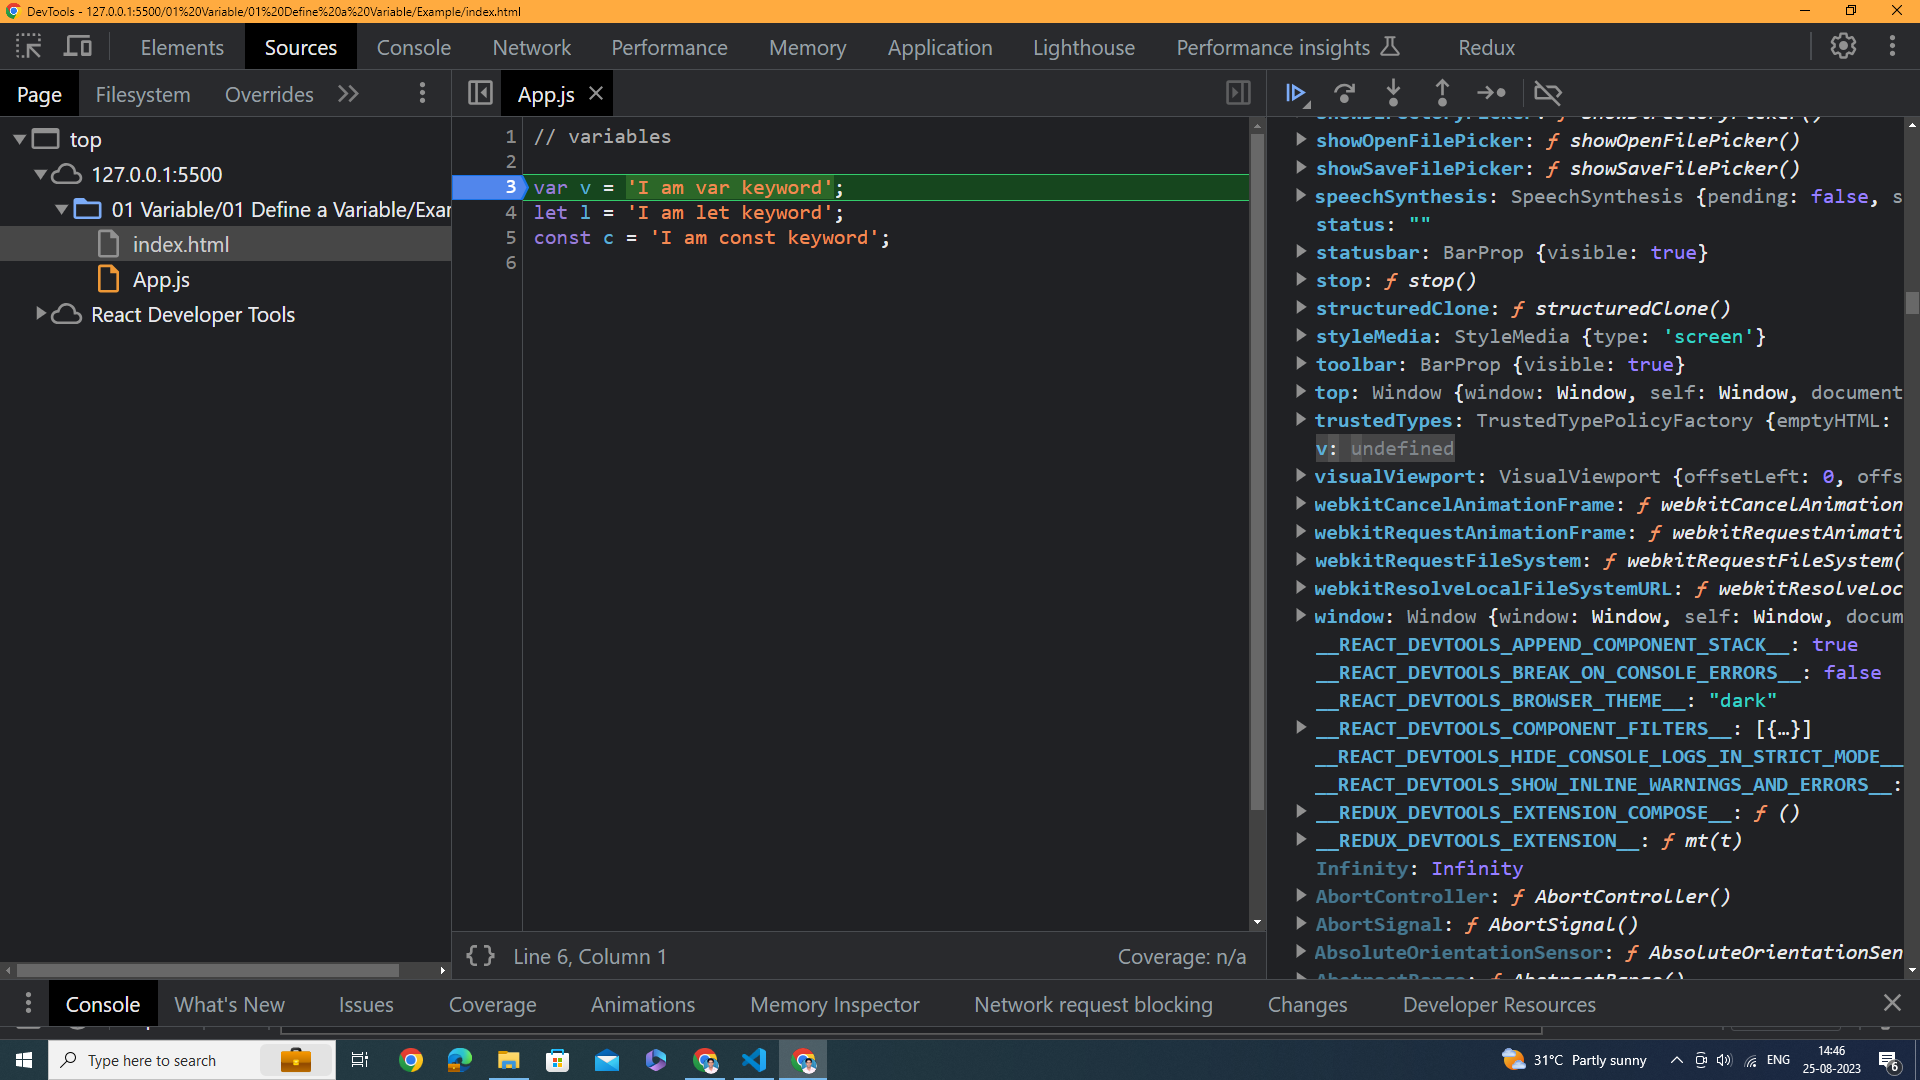 DevTools - 127.0.0.1:5500/01%20Variable/01%20Define%20a%20Variable/Example/index.html
Elements Sources Console Network Performance Memory Application Lighthouse Performance insights Redux
Page Filesystem Overrides
App.js
top
127.0.0.1:5500
01 Variable/01 Define a Variable/Exar
index.html
App.js
React Developer Tools
1 // variables
2
3 var v = 'I am var keyword';
4 let l = 'I am let keyword';
5 const c = 'I am const keyword';
6
{} Line 6, Column 1 Coverage: n/a
showDirectoryPicker: ƒ showDirectoryPicker()
showOpenFilePicker: ƒ showOpenFilePicker()
showSaveFilePicker: ƒ showSaveFilePicker()
speechSynthesis: SpeechSynthesis {pending: false, s
status: ""
statusbar: BarProp {visible: true}
stop: ƒ stop()
structuredClone: ƒ structuredClone()
styleMedia: StyleMedia {type: 'screen'}
toolbar: BarProp {visible: true}
top: Window {window: Window, self: Window, document
trustedTypes: TrustedTypePolicyFactory {emptyHTML:
v: undefined
visualViewport: VisualViewport {offsetLeft: 0, offs
webkitCancelAnimationFrame: ƒ webkitCancelAnimation
webkitRequestAnimationFrame: ƒ webkitRequestAnimati
webkitRequestFileSystem: ƒ webkitRequestFileSystem(
webkitResolveLocalFileSystemURL: ƒ webkitResolveLoc
window: Window {window: Window, self: Window, docum
__REACT_DEVTOOLS_APPEND_COMPONENT_STACK__: true
__REACT_DEVTOOLS_BREAK_ON_CONSOLE_ERRORS__: false
__REACT_DEVTOOLS_BROWSER_THEME__: "dark"
__REACT_DEVTOOLS_COMPONENT_FILTERS__: [{…}]
__REACT_DEVTOOLS_HIDE_CONSOLE_LOGS_IN_STRICT_MODE__
__REACT_DEVTOOLS_SHOW_INLINE_WARNINGS_AND_ERRORS__:
__REDUX_DEVTOOLS_EXTENSION_COMPOSE__: ƒ ()
__REDUX_DEVTOOLS_EXTENSION__: ƒ mt(t)
Infinity: Infinity
AbortController: ƒ AbortController()
AbortSignal: ƒ AbortSignal()
AbsoluteOrientationSensor: ƒ AbsoluteOrientationSen
AbstractRange: ƒ AbstractRange()
Console What's New Issues Coverage Animations Memory Inspector Network request blocking Changes Developer Resources
Type here to search
31°C Partly sunny
ENG
14:46
25-08-2023
6